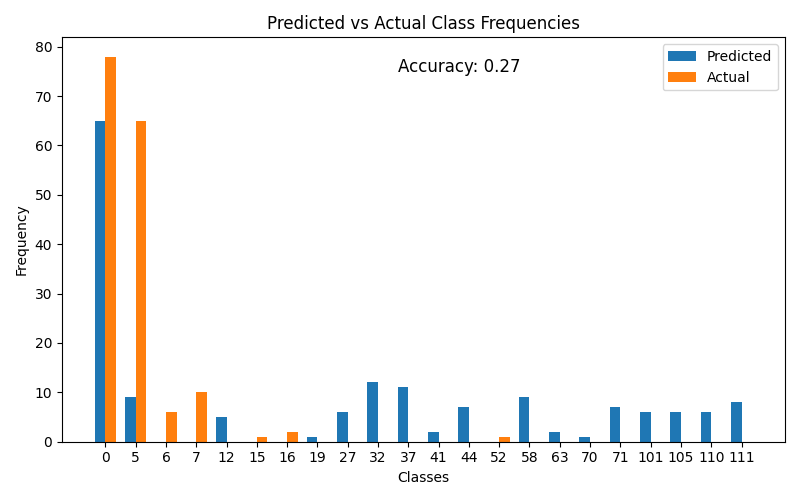 Predicted vs Actual Class Frequencies
Accuracy: 0.27
Predicted
Actual
Frequency
80
70
60
50
40
30
20
10
0
0 5 6 7 12 15 16 19 27 32 37 41 44 52 58 63 70 71 101 105 110 111
Classes